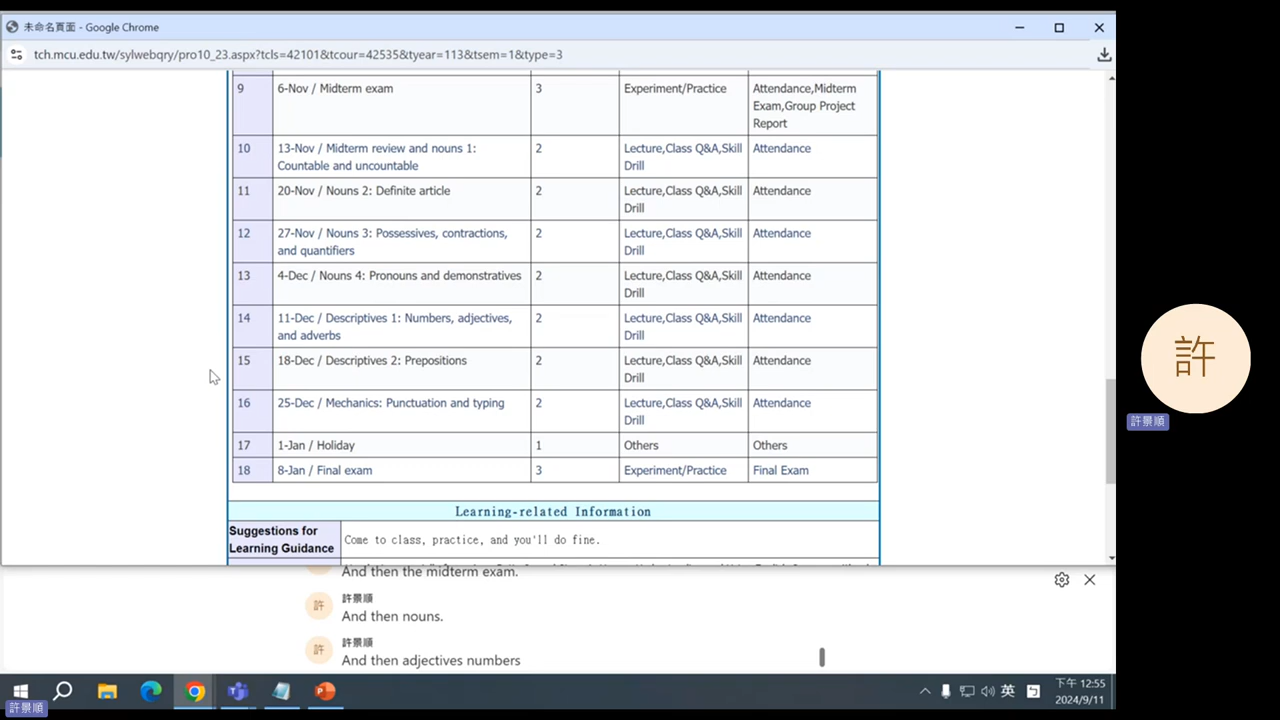 未命名頁面 - Google Chrome
tch.mcu.edu.tw/sylwebqry/pro10_23.aspx?tcls=42101&tcour=42535&tyear=113&tsem=1&type=3
9 6-Nov / Midterm exam 3 Experiment/Practice Attendance,Midterm
Exam,Group Project
Report
10 13-Nov / Midterm review and nouns 1: 2 Lecture,Class Q&A,Skill Attendance
Countable and uncountable Drill
11 20-Nov / Nouns 2: Definite article 2 Lecture,Class Q&A,Skill Attendance
Drill
12 27-Nov / Nouns 3: Possessives, contractions, 2 Lecture,Class Q&A,Skill Attendance
and quantifiers Drill
13 4-Dec / Nouns 4: Pronouns and demonstratives 2 Lecture,Class Q&A,Skill Attendance
Drill
14 11-Dec / Descriptives 1: Numbers, adjectives, 2 Lecture,Class Q&A,Skill Attendance
and adverbs Drill
15 18-Dec / Descriptives 2: Prepositions 2 Lecture,Class Q&A,Skill Attendance
Drill
16 25-Dec / Mechanics: Punctuation and typing 2 Lecture,Class Q&A,Skill Attendance
Drill
17 1-Jan / Holiday 1 Others Others
18 8-Jan / Final exam 3 Experiment/Practice Final Exam
Learning-related Information
Suggestions for
Learning Guidance
Come to class, practice, and you'll do fine.
And then the midterm exam.
許 許景順
And then nouns.
許 許景順
And then adjectives numbers
許
許景順
英
下午 12:55
2024/9/11
許景順